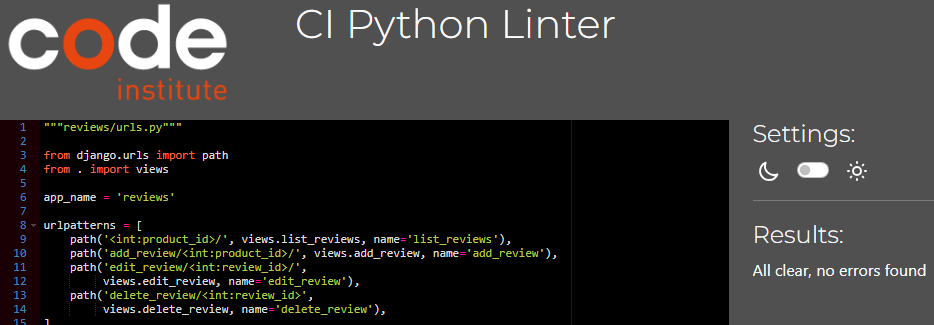 code
institute
CI Python Linter
1 """reviews/urls.py"""
2
3 from django.urls import path
4 from . import views
5
6 app_name = 'reviews'
7
8 urlpatterns = [
9     path('<int:product_id>/', views.list_reviews, name='list_reviews'),
10     path('add_review/<int:product_id>/', views.add_review, name='add_review'),
11     path('edit_review/<int:review_id>/',
12          views.edit_review, name='edit_review'),
13     path('delete_review/<int:review_id>',
14          views.delete_review, name='delete_review'),
15 ]
Settings:
Results:
All clear, no errors found